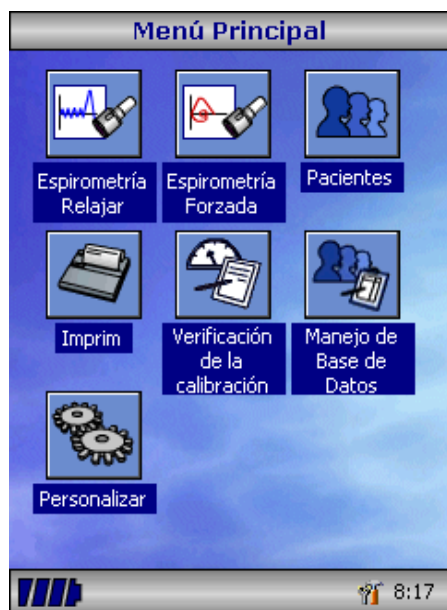 Menú Principal
Espirometría
Relajar
Espirometría
Forzada
Pacientes
Imprim
Verificación
de la
calibración
Manejo de
Base de
Datos
Personalizar
8:17